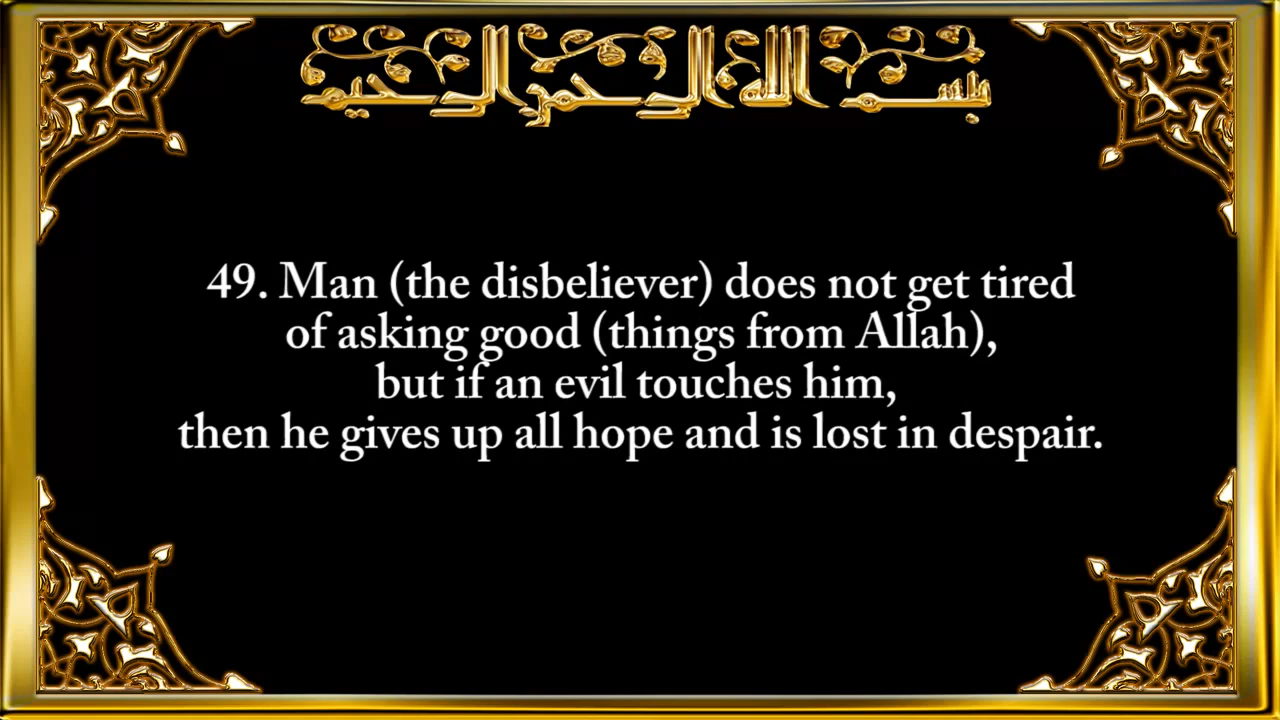 بسم الله الرحمن الرحيم
49. Man (the disbeliever) does not get tired
of asking good (things from Allah),
but if an evil touches him,
then he gives up all hope and is lost in despair.